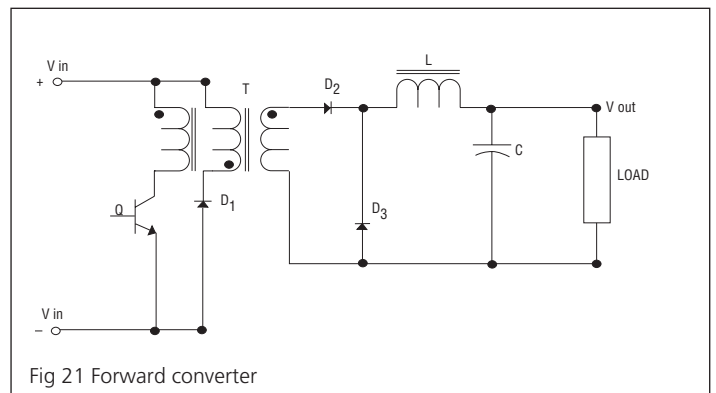 V in
+
T
D2
L
V out
C
LOAD
Q
D1
D3
V in
–
Fig 21 Forward converter